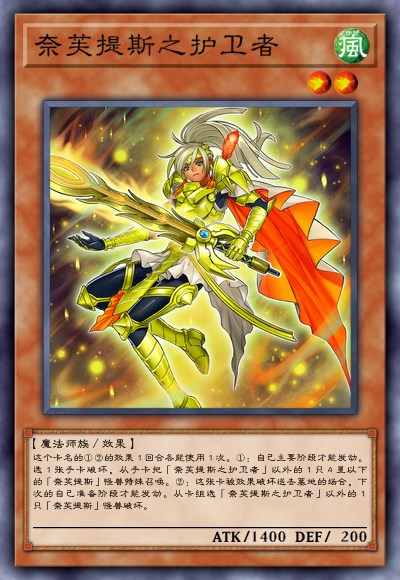 奈芙提斯之护卫者
風
【魔法师族／效果】
这个卡名的①②的效果1回合各能使用1次。①：自己主要阶段才能发动。
选1张手卡破坏，从手卡把「奈芙提斯之护卫者」以外的1只4星以下
的「奈芙提斯」怪兽特殊召唤。②：这张卡被效果破坏送去墓地的场合，下
次的自己准备阶段才能发动。从卡组选「奈芙提斯之护卫者」以外的1
只「奈芙提斯」怪兽破坏。
ATK/1400 DEF/ 200